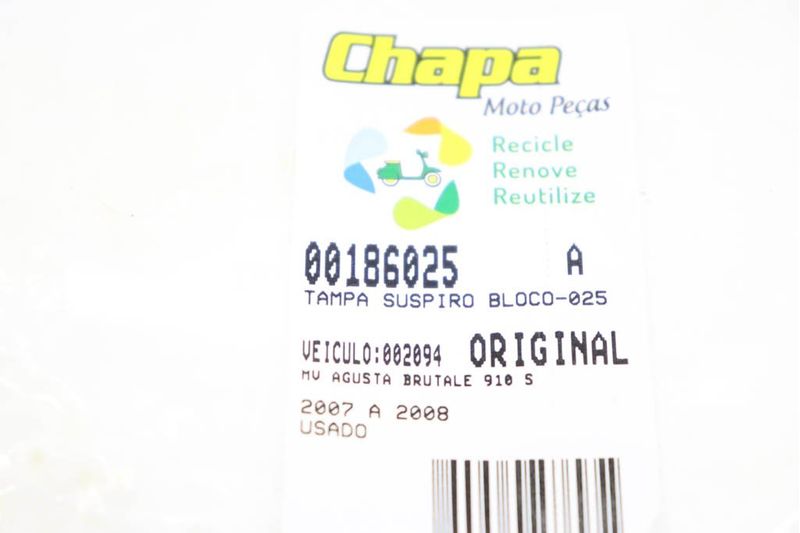 Chapa
Moto Peças
Recicle
Renove
Reutilize
00186025 A
TAMPA SUSPIRO BLOCO-025
VEICULO:002094 ORIGINAL
MV AGUSTA BRUTALE 910 S
2007 A 2008
USADO